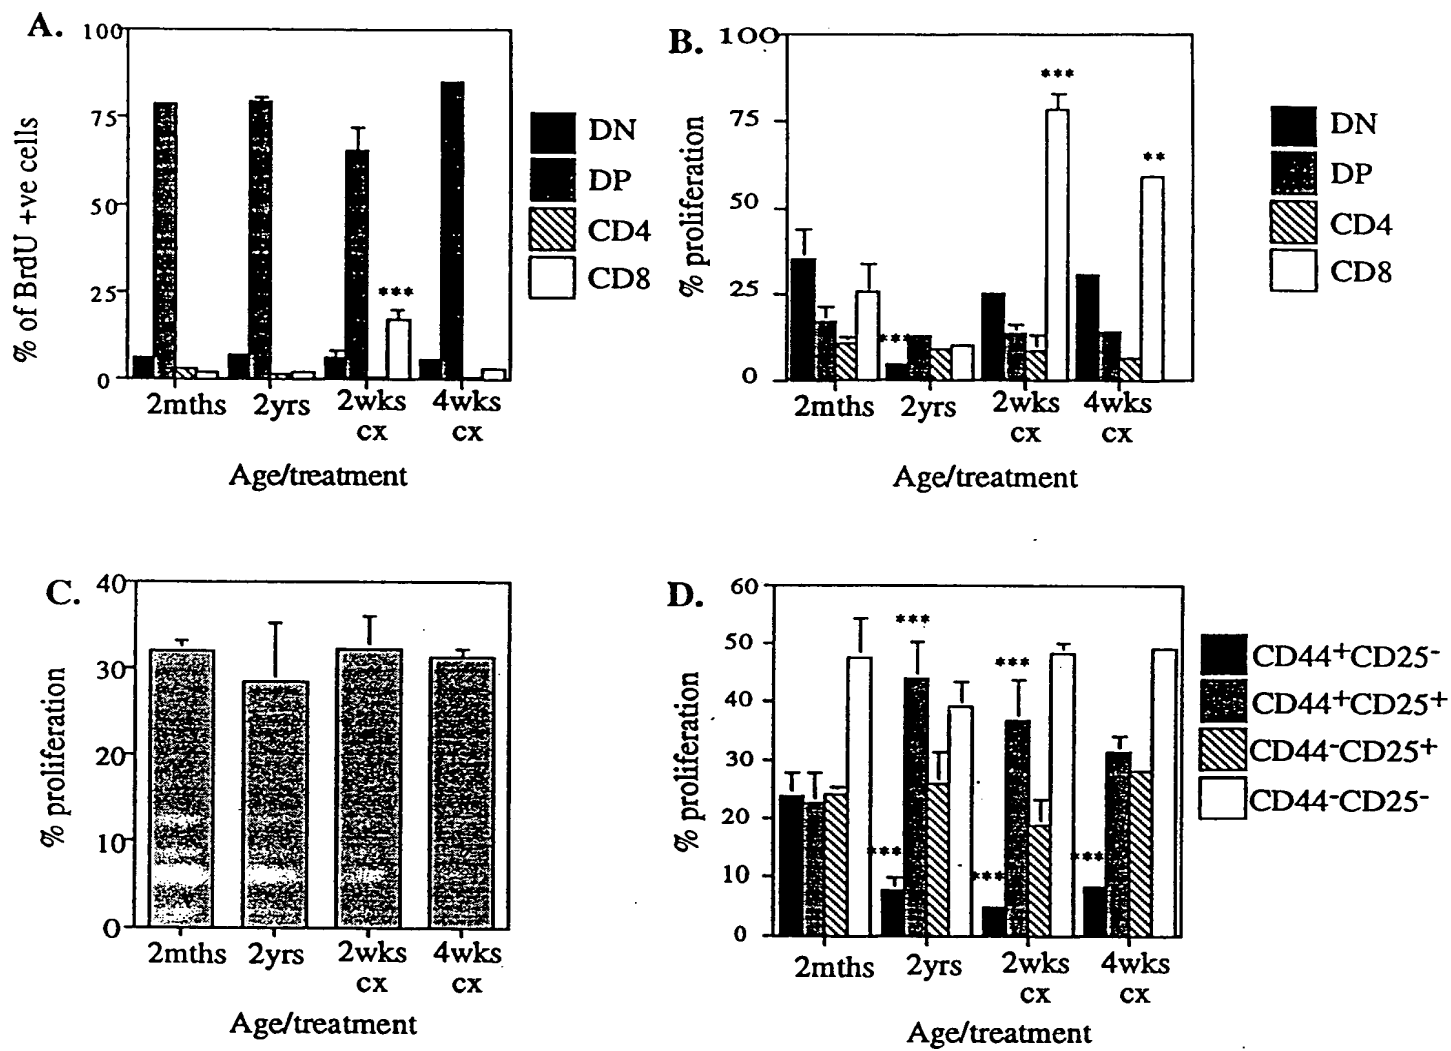 A.
% of BrdU +ve cells
100
75
50
25
0
***
2mths 2yrs 2wks cx 4wks cx
Age/treatment
DN
DP
CD4
CD8
B.
% proliferation
100
75
50
25
0
***
***
**
2mths 2yrs 2wks cx 4wks cx
Age/treatment
DN
DP
CD4
CD8
C.
% proliferation
40
30
20
10
0
2mths 2yrs 2wks cx 4wks cx
Age/treatment
D.
% proliferation
60
50
40
30
20
10
0
***
***
***
***
***
2mths 2yrs 2wks cx 4wks cx
Age/treatment
CD44+CD25-
CD44+CD25+
CD44-CD25+
CD44-CD25-